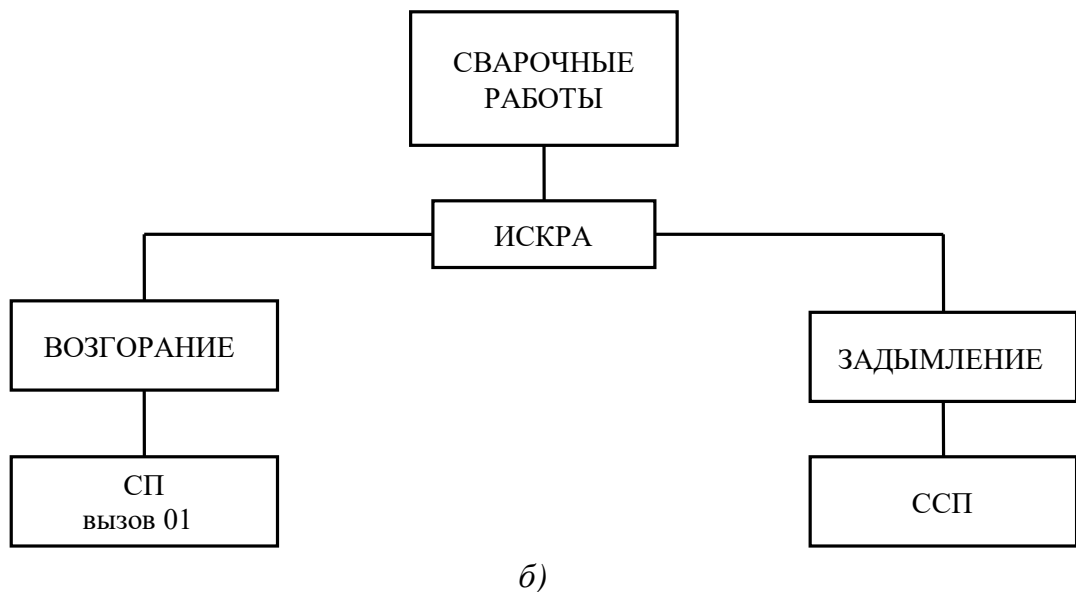 СВАРОЧНЫЕ
РАБОТЫ
ИСКРА
ВОЗГОРАНИЕ
ЗАДЫМЛЕНИЕ
СП
вызов 01
ССП
б)